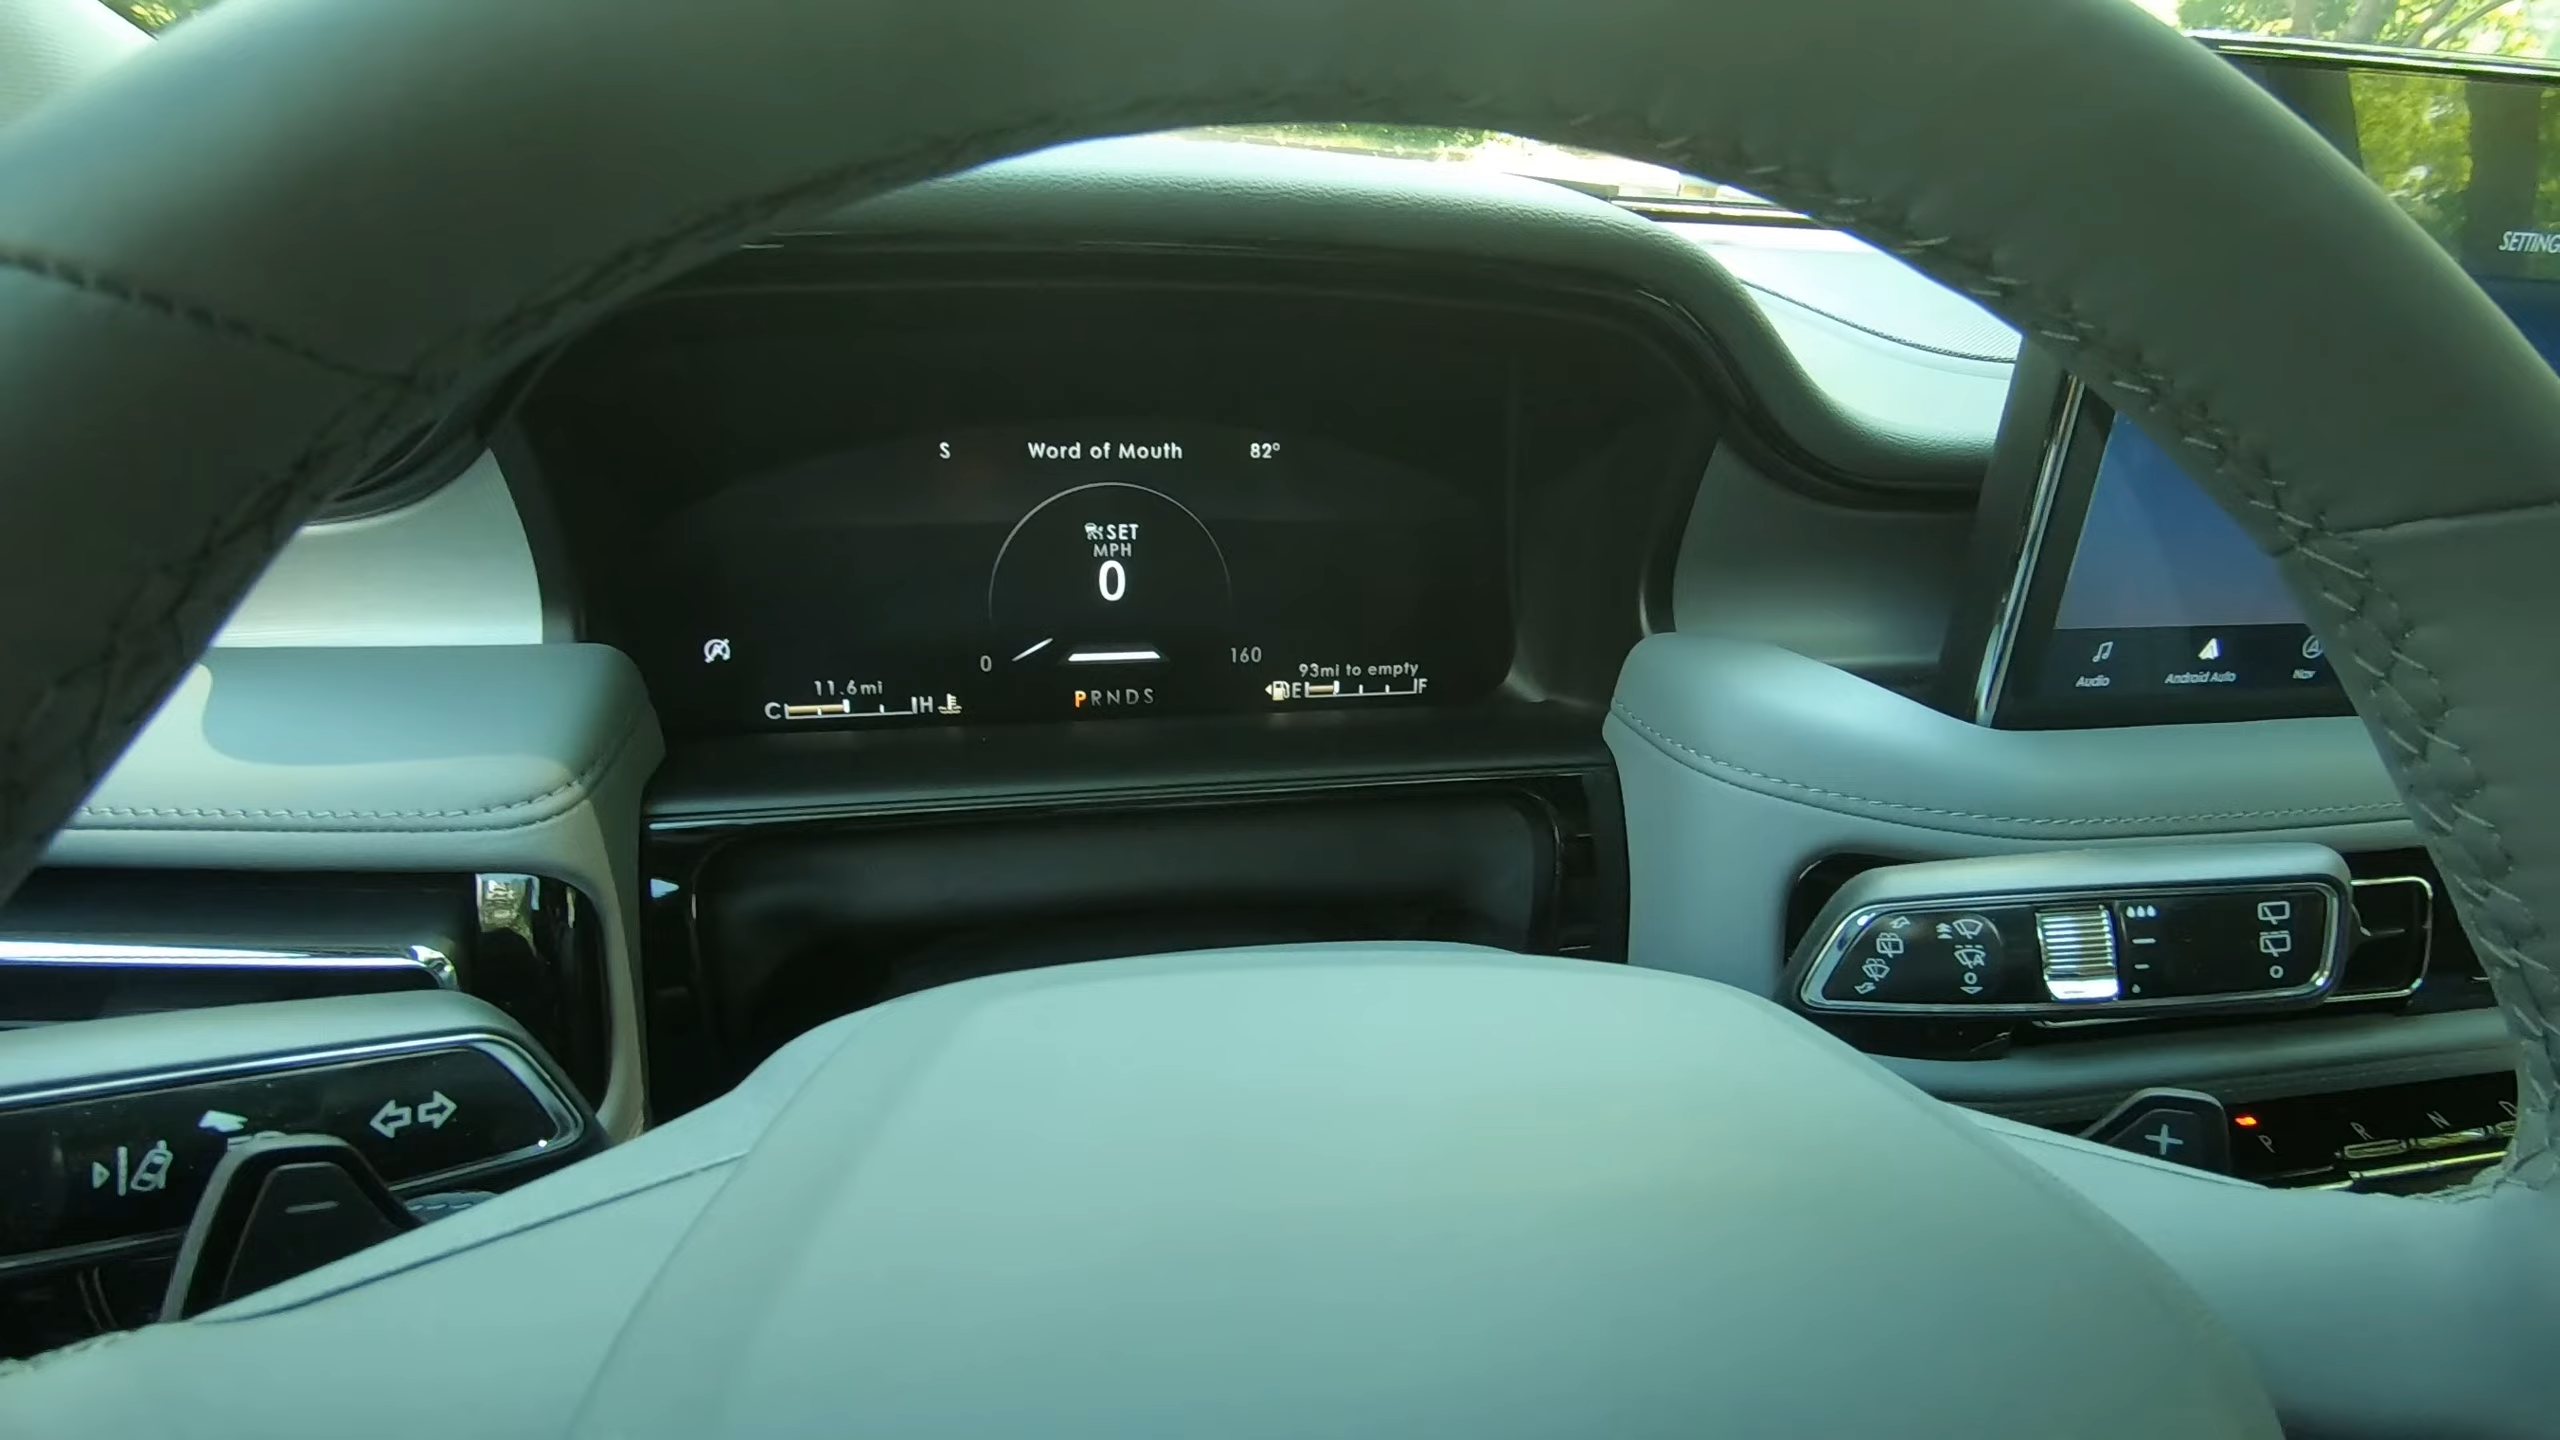 SETTING
S Word of Mouth 82°
SET
MPH
0
0 160
11.6mi
93mi to empty
C H
E F
PRNDS
Audio Android Auto Nav
A
P R N D